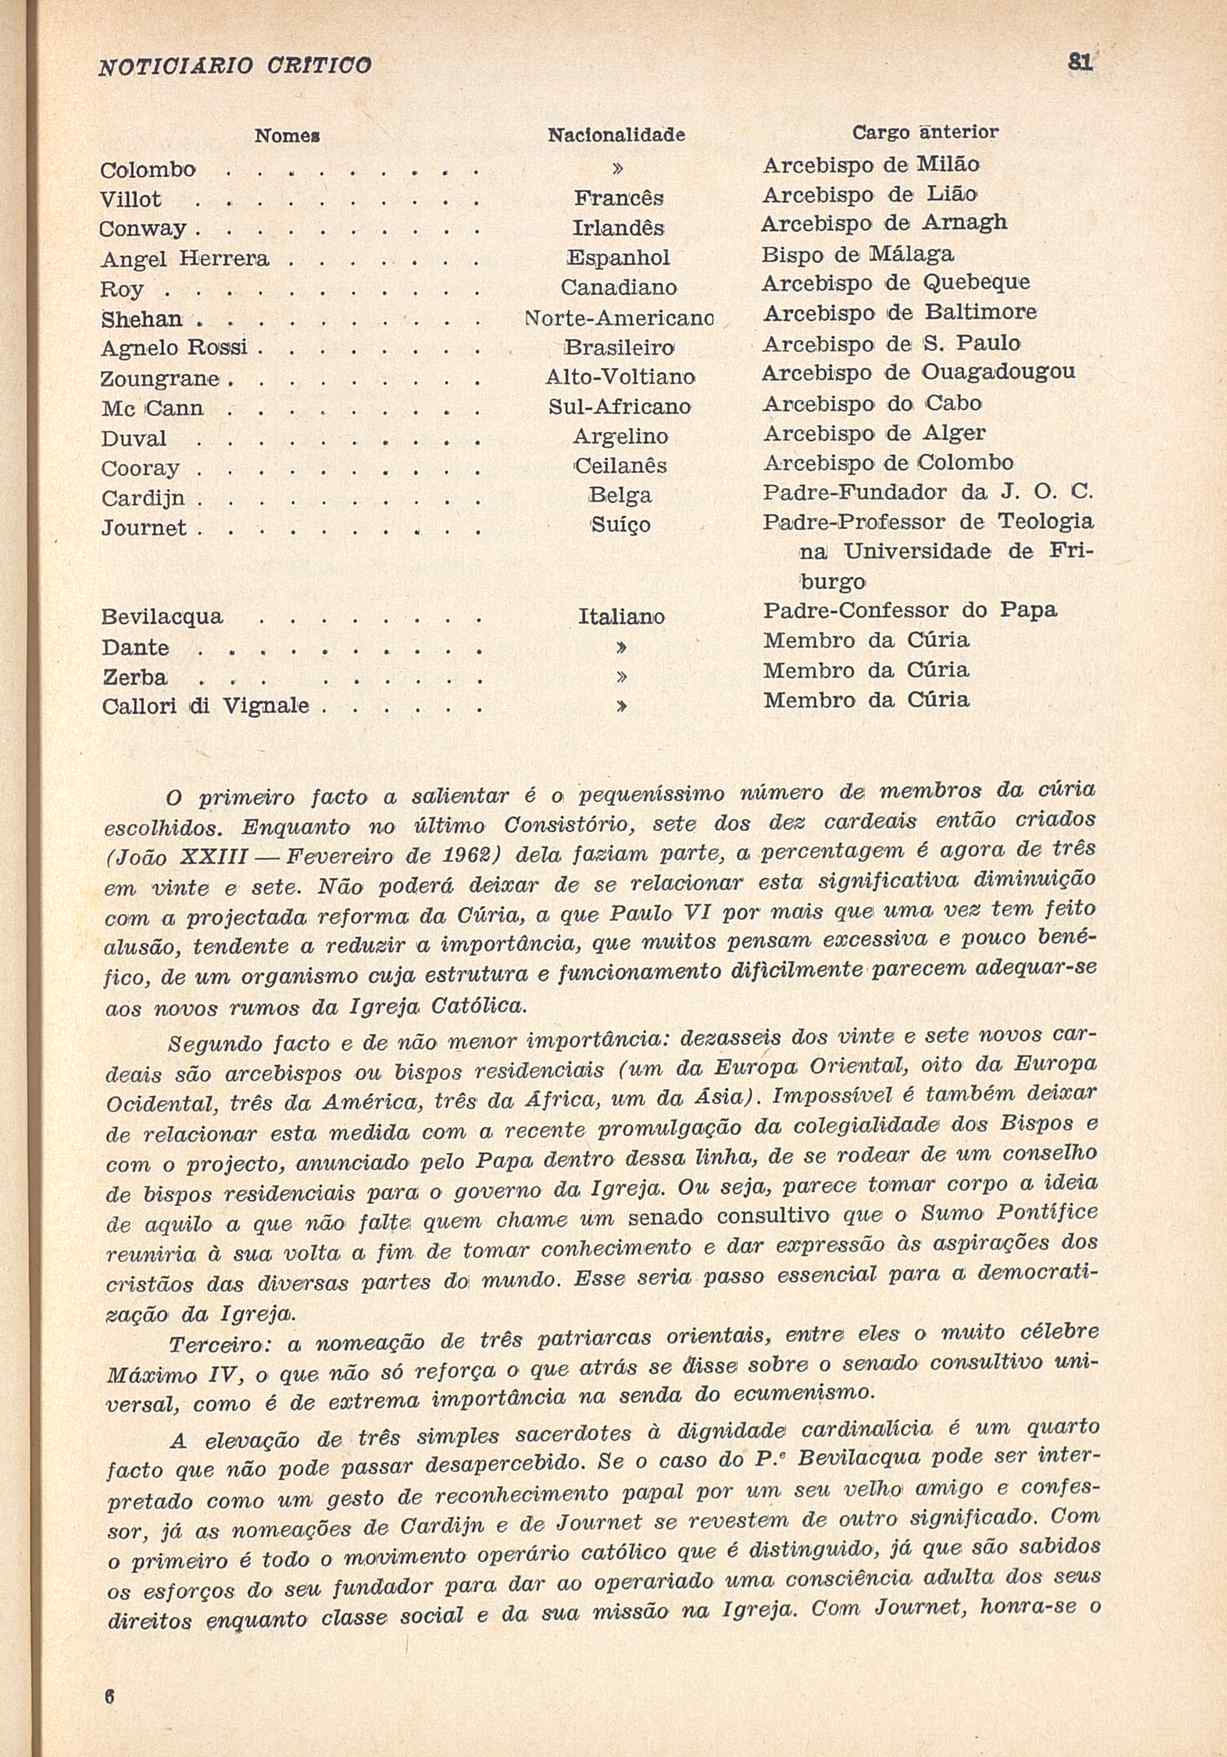 NOTICIÁRIO CRÍTICO 81
Nomes Nacionalidade Cargo anterior
Colombo . . . . . . . . . » Arcebispo de Milão
Villot . . . . . . . . . . Francês Arcebispo de Lião
Conway . . . . . . . . . . Irlandês Arcebispo de Arnagh
Angel Herrera . . . . . . . Espanhol Bispo de Málaga
Roy . . . . . . . . . . . Canadiano Arcebispo de Quebeque
Shehan . . . . . . . . . . Norte-Americano Arcebispo de Baltimore
Agnelo Rossi . . . . . . . . Brasileiro Arcebispo de S. Paulo
Zoungrane . . . . . . . . . Alto-Voltiano Arcebispo de Ouagadougou
Mc Cann . . . . . . . . . Sul-Africano Arcebispo do Cabo
Duval . . . . . . . . . . Argelino Arcebispo de Alger
Cooray . . . . . . . . . . Ceilanês Arcebispo de Colombo
Cardijn . . . . . . . . . . Belga Padre-Fundador da J. O. C.
Journet . . . . . . . . . . Suíço Padre-Professor de Teologia
na Universidade de Fri-
burgo
Bevilacqua . . . . . . . . Italiano Padre-Confessor do Papa
Dante . . . . . . . . . . » Membro da Cúria
Zerba . . . . . . . . . » Membro da Cúria
Callori di Vignale . . . . . . » Membro da Cúria
O primeiro facto a salientar é o pequeníssimo número de membros da cúria
escolhidos. Enquanto no último Consistório, sete dos dez cardeais então criados
(João XXIII — Fevereiro de 1962) dela faziam parte, a percentagem é agora de três
em vinte e sete. Não poderá deixar de se relacionar esta significativa diminuição
com a projectada reforma da Cúria, a que Paulo VI por mais que uma vez tem feito
alusão, tendente a reduzir a importância, que muitos pensam excessiva e pouco bené-
fico, de um organismo cuja estrutura e funcionamento dificilmente parecem adequar-se
aos novos rumos da Igreja Católica.
Segundo facto e de não menor importância: dezasseis dos vinte e sete novos car-
deais são arcebispos ou bispos residenciais (um da Europa Oriental, oito da Europa
Ocidental, três da América, três da África, um da Ásia). Impossível é também deixar
de relacionar esta medida com a recente promulgação da colegialidade dos Bispos e
com o projecto, anunciado pelo Papa dentro dessa linha, de se rodear de um conselho
de bispos residenciais para o governo da Igreja. Ou seja, parece tomar corpo a ideia
de aquilo a que não falte quem chame um senado consultivo que o Sumo Pontífice
reuniria à sua volta a fim de tomar conhecimento e dar expressão às aspirações dos
cristãos das diversas partes do mundo. Esse seria passo essencial para a democrati-
zação da Igreja.
Terceiro: a nomeação de três patriarcas orientais, entre eles o muito célebre
Máximo IV, o que não só reforça o que atrás se disse sobre o senado consultivo uni-
versal, como é de extrema importância na senda do ecumenismo.
A elevação de três simples sacerdotes à dignidade cardinalícia é um quarto
facto que não pode passar desapercebido. Se o caso do P.e Bevilacqua pode ser inter-
pretado como um gesto de reconhecimento papal por um seu velho amigo e confes-
sor, já as nomeações de Cardijn e de Journet se revestem de outro significado. Com
o primeiro é todo o movimento operário católico que é distinguido, já que são sabidos
os esforços do seu fundador para dar ao operariado uma consciência adulta dos seus
direitos enquanto classe social e da sua missão na Igreja. Com Journet, honra-se o
6